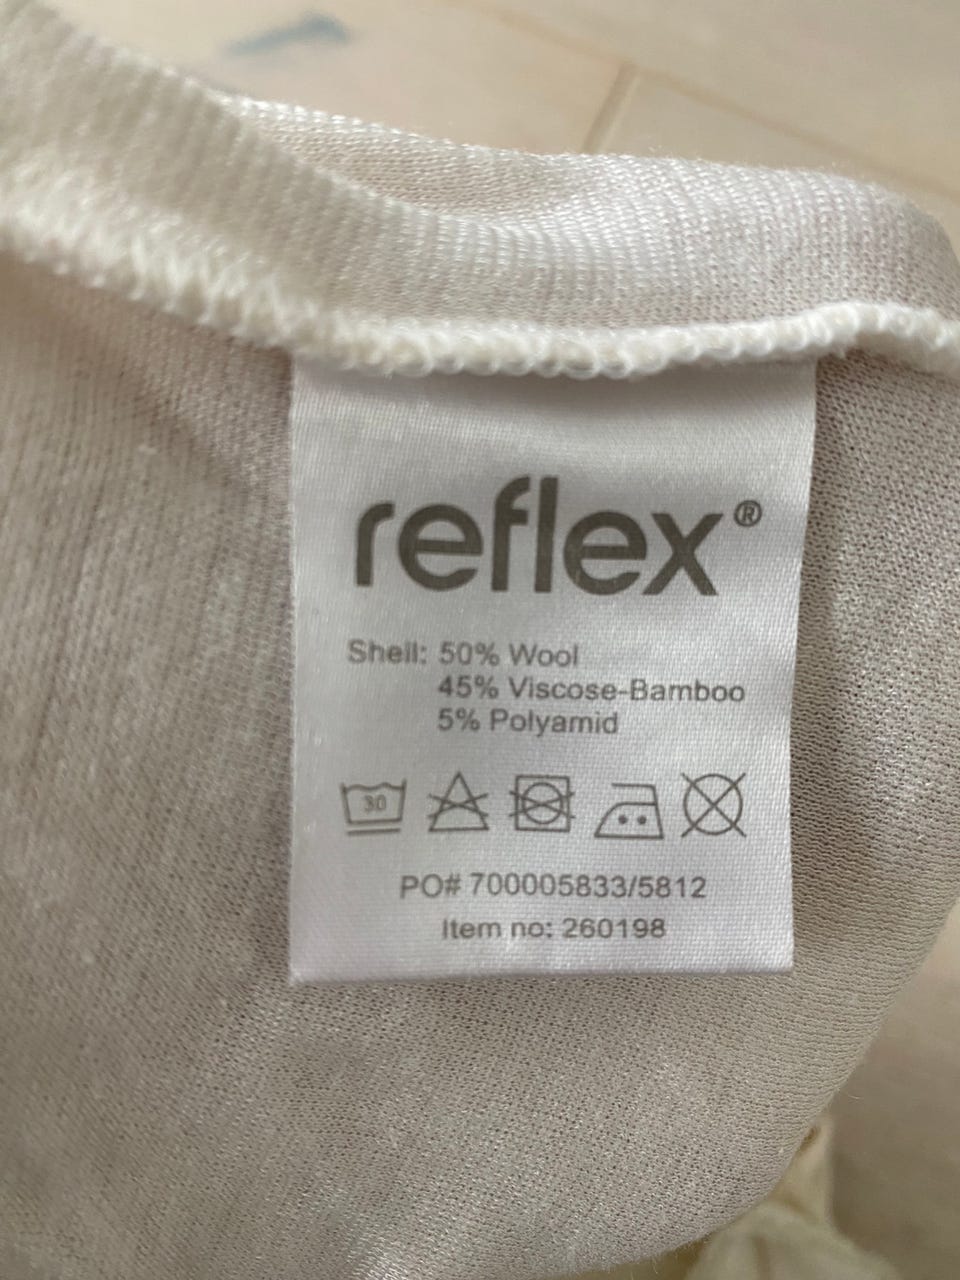 reflex®
Shell: 50% Wool
45% Viscose-Bamboo
5% Polyamid
30
PO# 700005833/5812
Item no: 260198